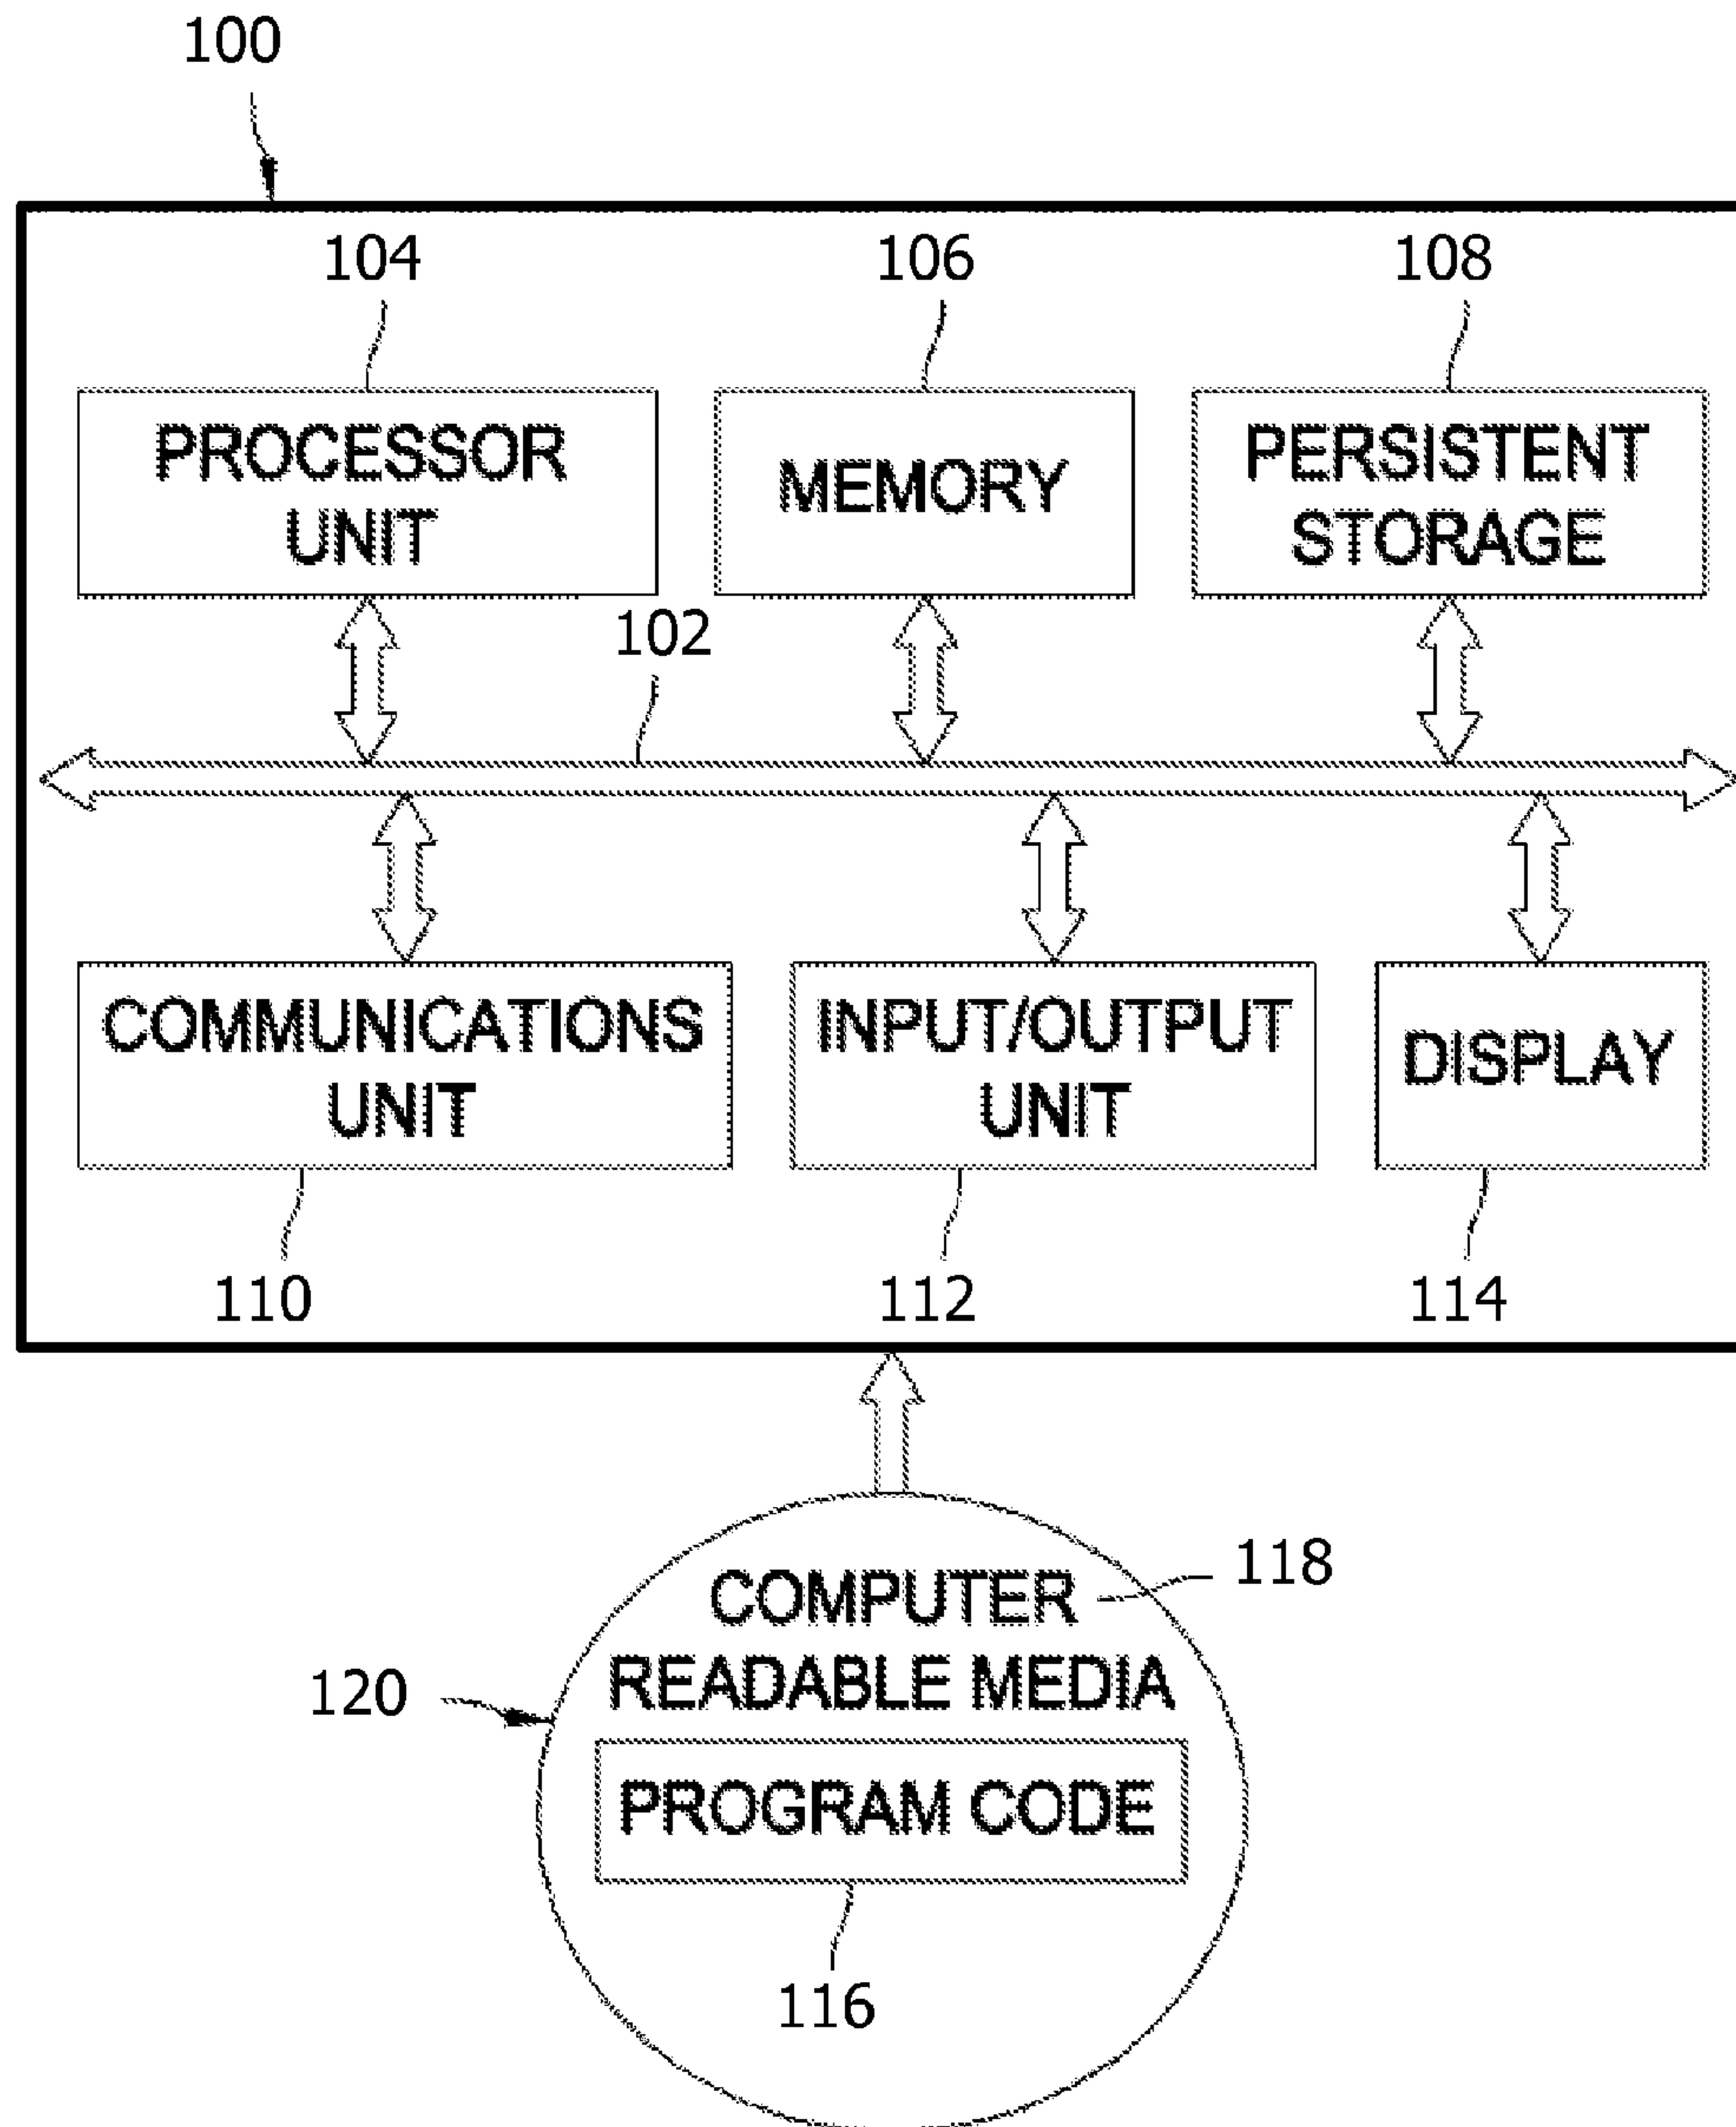 100
104
106
108
PROCESSOR
UNIT
MEMORY
PERSISTENT
STORAGE
102
COMMUNICATIONS
UNIT
INPUT/OUTPUT
UNIT
DISPLAY
110
112
114
COMPUTER
READABLE MEDIA
118
120
PROGRAM CODE
116